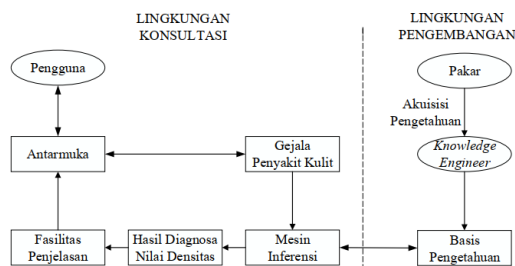 LINGKUNGAN
KONSULTASI
LINGKUNGAN
PENGEMBANGAN
Pengguna
Pakar
Akuisisi
Pengetahuan
Antarmuka
Gejala
Penyakit Kulit
Knowledge
Engineer
Fasilitas
Penjelasan
Hasil Diagnosa
Nilai Densitas
Mesin
Inferensi
Basis
Pengetahuan